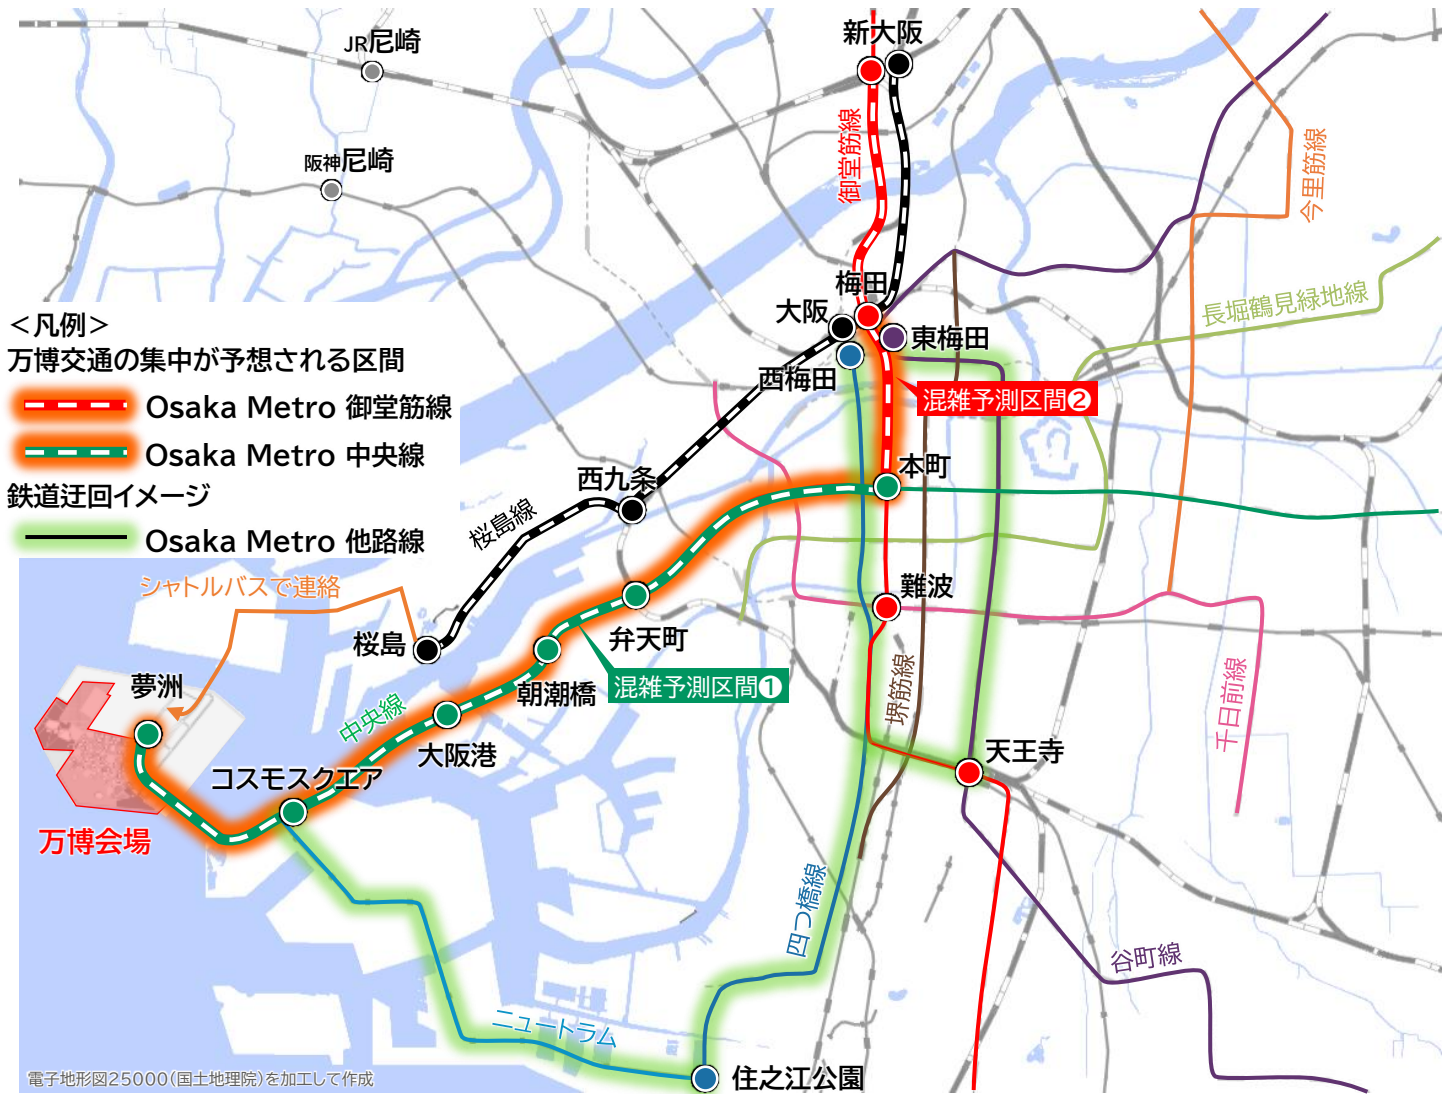 新大阪
JR尼崎
御堂筋線
今里筋線
阪神尼崎
梅田
長堀鶴見緑地線
大阪
東梅田
＜凡例＞
万博交通の集中が予想される区間
Osaka Metro 御堂筋線
Osaka Metro 中央線
鉄道迂回イメージ
Osaka Metro 他路線
西梅田
混雑予測区間❷
本町
西九条
桜島線
シャトルバスで連絡
難波
桜島
弁天町
混雑予測区間❶
夢洲
朝潮橋
堺筋線
千日前線
中央線
大阪港
天王寺
コスモスクエア
万博会場
四つ橋線
谷町線
ニュートラム
住之江公園
電子地形図25000(国土地理院)を加工して作成